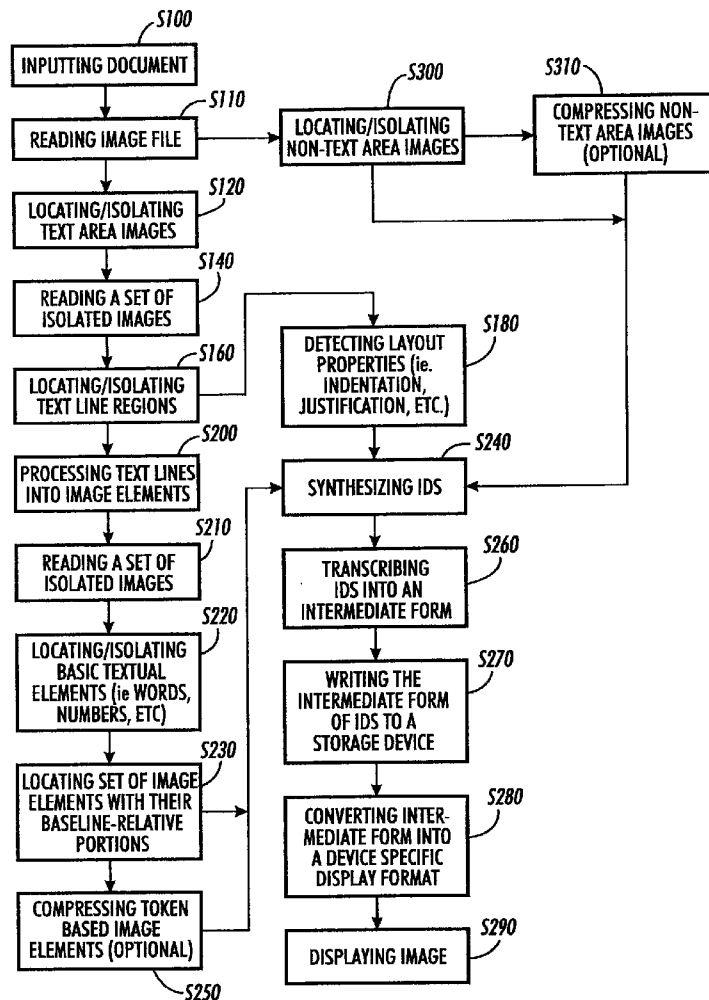 S100
INPUTTING DOCUMENT
S110
READING IMAGE FILE
S120
LOCATING/ISOLATING
TEXT AREA IMAGES
S140
READING A SET OF
ISOLATED IMAGES
S160
LOCATING/ISOLATING
TEXT LINE REGIONS
S200
PROCESSING TEXT LINES
INTO IMAGE ELEMENTS
S210
READING A SET OF
ISOLATED IMAGES
S220
LOCATING/ISOLATING
BASIC TEXTUAL
ELEMENTS (ie WORDS,
NUMBERS, ETC)
S230
LOCATING SET OF IMAGE
ELEMENTS WITH THEIR
BASELINE-RELATIVE
PORTIONS
COMPRESSING TOKEN
BASED IMAGE
ELEMENTS (OPTIONAL)
S250
S300
LOCATING/ISOLATING
NON-TEXT AREA IMAGES
S310
COMPRESSING NON-
TEXT AREA IMAGES
(OPTIONAL)
S180
DETECTING LAYOUT
PROPERTIES (ie.
INDENTATION,
JUSTIFICATION, ETC.)
S240
SYNTHESIZING IDS
S260
TRANSCRIBING
IDS INTO AN
INTERMEDIATE FORM
S270
WRITING THE
INTERMEDIATE FORM
OF IDS TO A
STORAGE DEVICE
S280
CONVERTING INTER-
MEDIATE FORM INTO
A DEVICE SPECIFIC
DISPLAY FORMAT
S290
DISPLAYING IMAGE